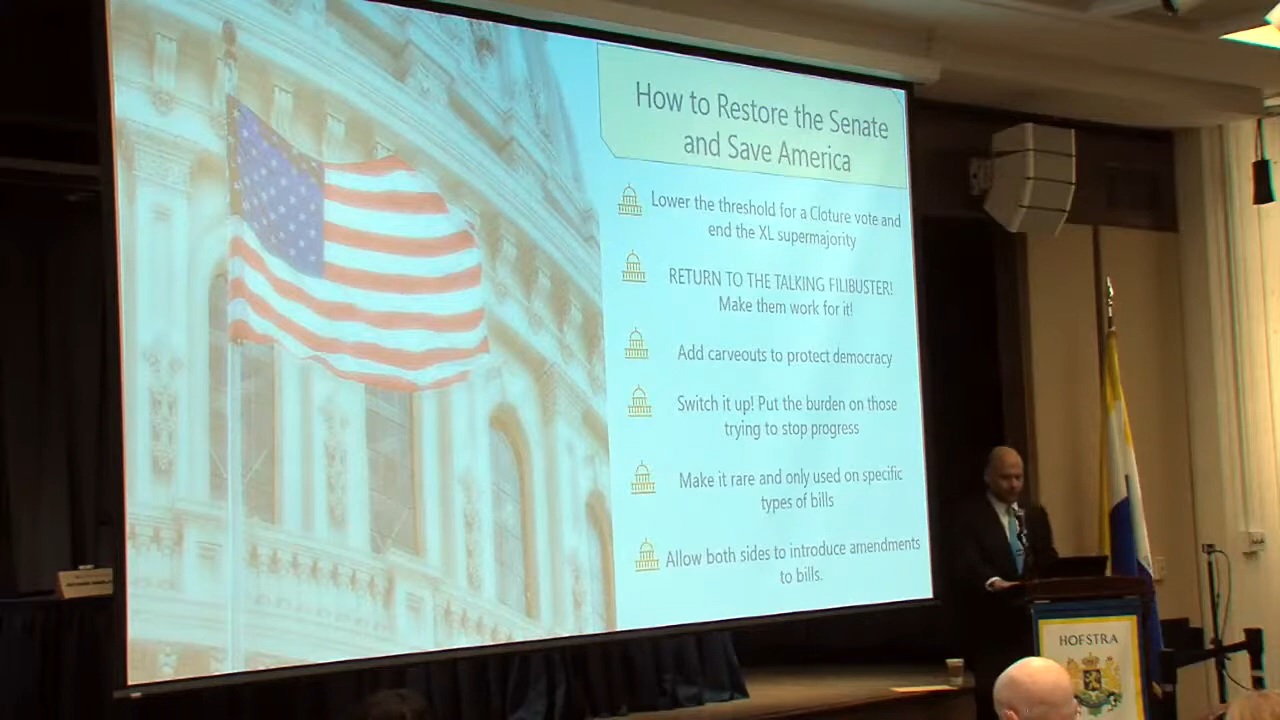 How to Restore the Senate
and Save America
Lower the threshold for a Cloture vote and
end the XL supermajority
RETURN TO THE TALKING FILIBUSTER!
Make them work for it!
Add carveouts to protect democracy
Switch it up! Put the burden on those
trying to stop progress
Make it rare and only used on specific
types of bills
Allow both sides to introduce amendments
to bills.
HOFSTRA